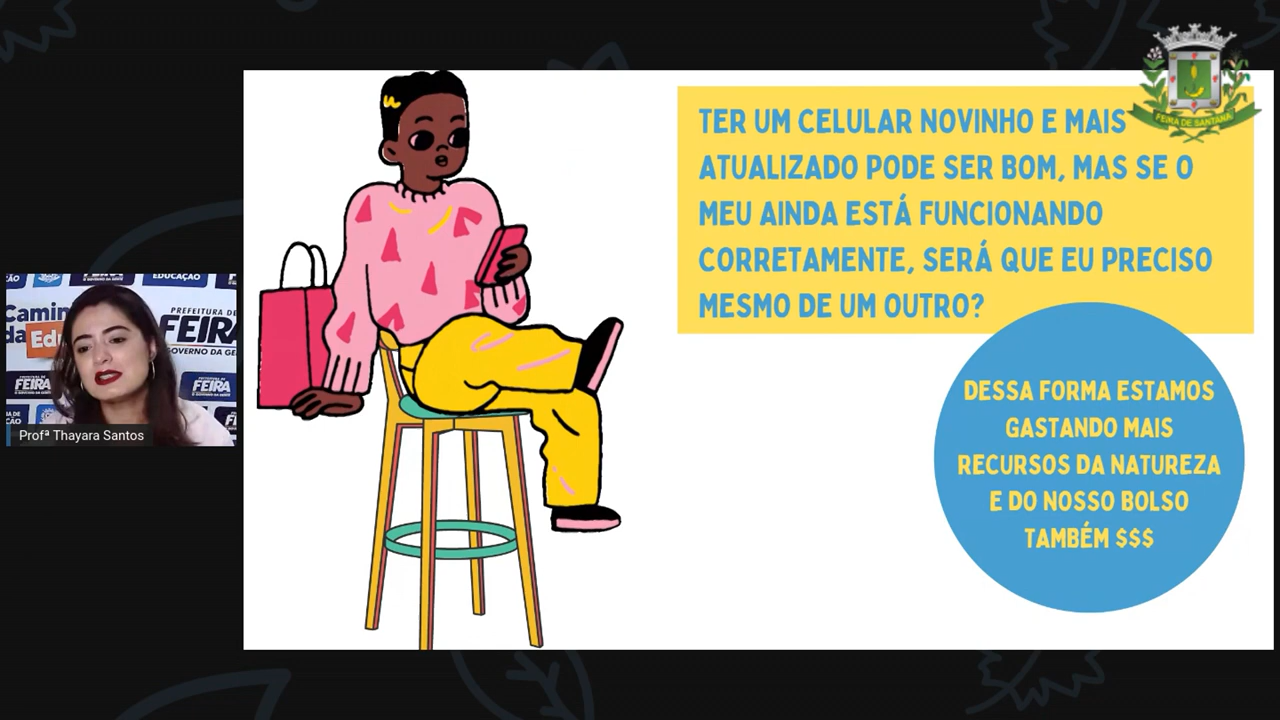 TER UM CELULAR NOVINHO E MAIS
ATUALIZADO PODE SER BOM, MAS SE O
MEU AINDA ESTÁ FUNCIONANDO
CORRETAMENTE, SERÁ QUE EU PRECISO
MESMO DE UM OUTRO?
DESSA FORMA ESTAMOS
GASTANDO MAIS
RECURSOS DA NATUREZA
E DO NOSSO BOLSO
TAMBÉM $$$
FEIRA DE SANTANA
EDUCAÇÃO
PREFEITURA DE
FEIRA
GOVERNO DA
FEIRA
FEIRA
Profª Thayara Santos